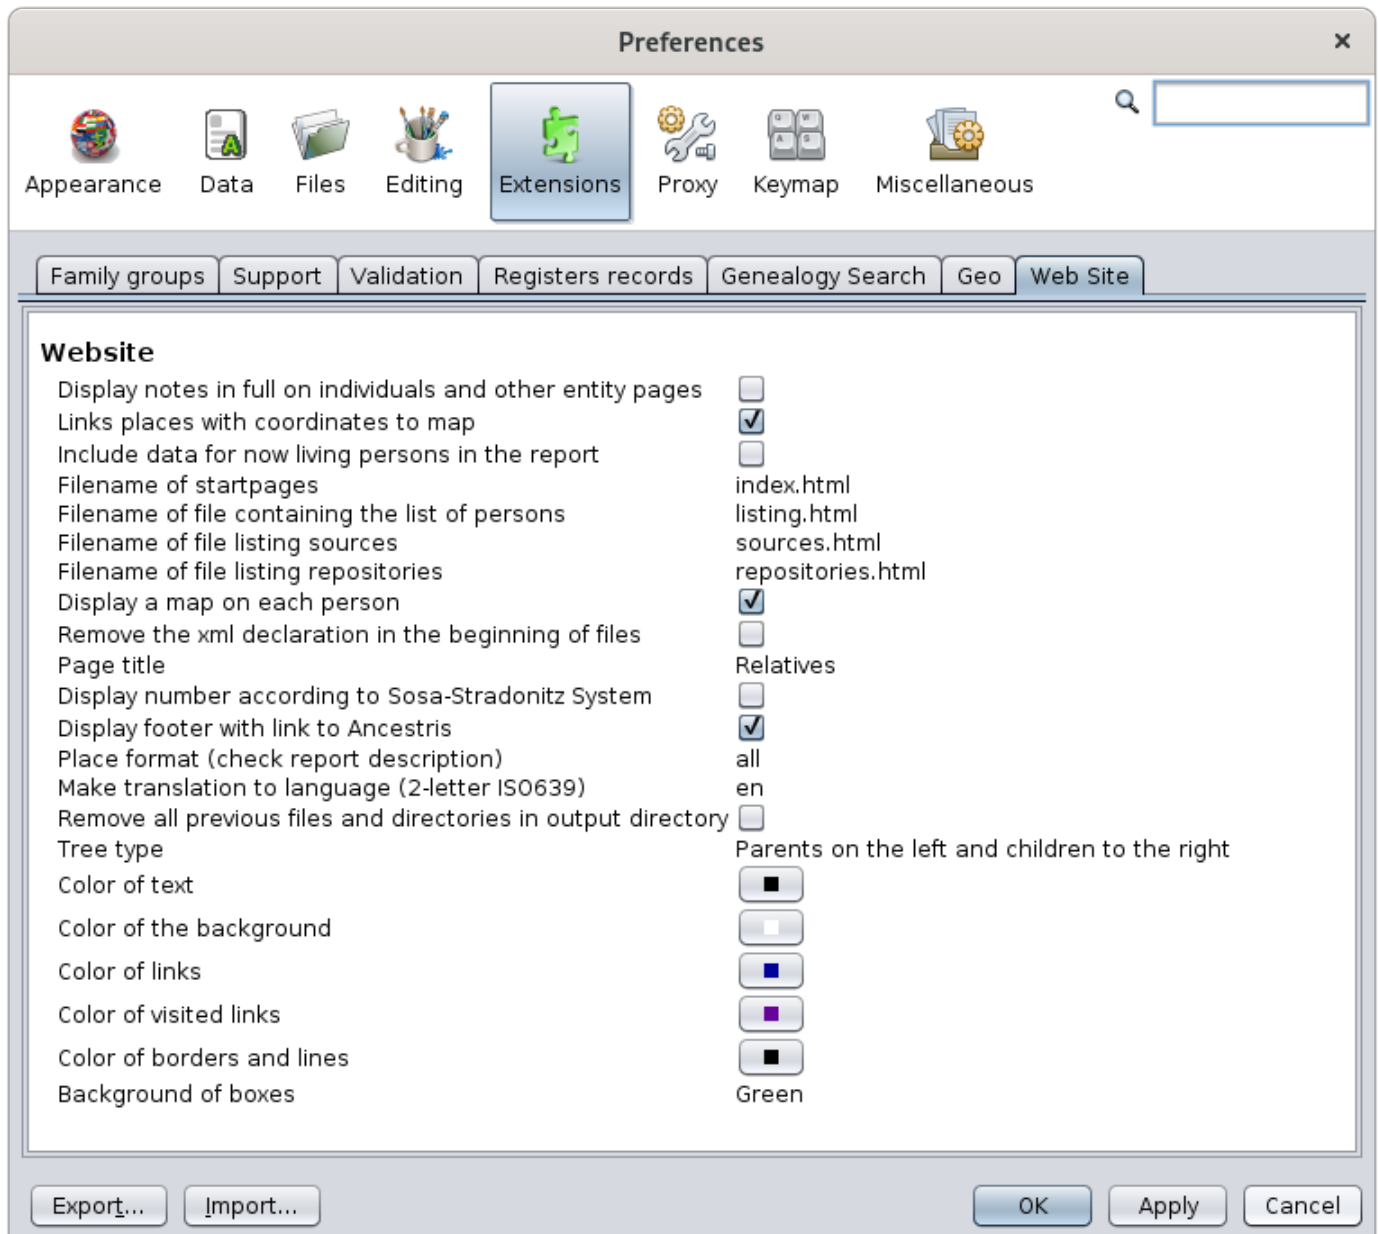 Preferences
Appearance Data Files Editing Extensions Proxy Keymap Miscellaneous
Family groups Support Validation Registers records Genealogy Search Geo Web Site
Website
Display notes in full on individuals and other entity pages
Links places with coordinates to map
Include data for now living persons in the report
Filename of startpages index.html
Filename of file containing the list of persons listing.html
Filename of file listing sources sources.html
Filename of file listing repositories repositories.html
Display a map on each person
Remove the xml declaration in the beginning of files
Page title Relatives
Display number according to Sosa-Stradonitz System
Display footer with link to Ancestris
Place format (check report description) all
Make translation to language (2-letter ISO639) en
Remove all previous files and directories in output directory
Tree type Parents on the left and children to the right
Color of text
Color of the background
Color of links
Color of visited links
Color of borders and lines
Background of boxes Green
Export... Import... OK Apply Cancel